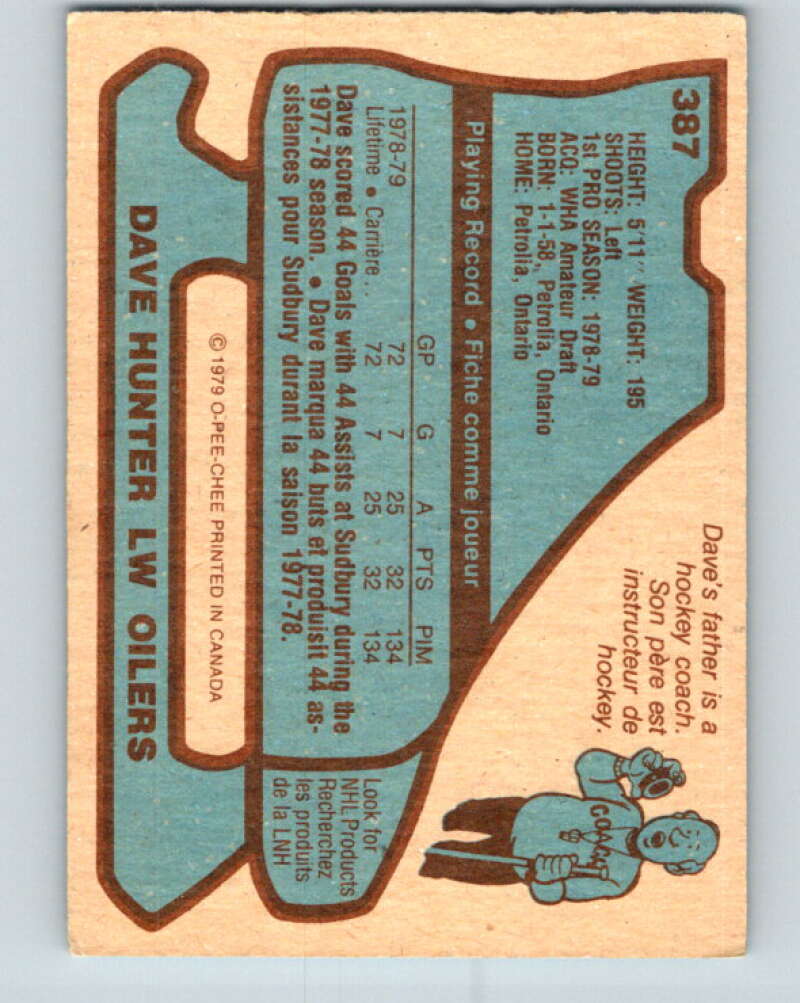 387
HEIGHT: 5'11" WEIGHT: 195
SHOOTS: Left
1st PRO SEASON: 1978-79
ACQ: WHA Amateur Draft
BORN: 1-1-58, Petrolia, Ontario
HOME: Petrolia, Ontario
Dave's father is a
hockey coach.
Son père est
instructeur de
hockey.
COACH
Playing Record • Fiche comme joueur
GP G A PTS PIM
1978-79 72 7 25 32 134
Lifetime • Carrière .. 72 7 25 32 134
Dave scored 44 Goals with 44 Assists at Sudbury during the
1977-78 season. • Dave marqua 44 buts et produisit 44 as-
sistances pour Sudbury durant la saison 1977-78.
Look for
NHL Products
Recherchez
les produits
de la LNH
© 1979 O-PEE-CHEE PRINTED IN CANADA
DAVE HUNTER LW OILERS